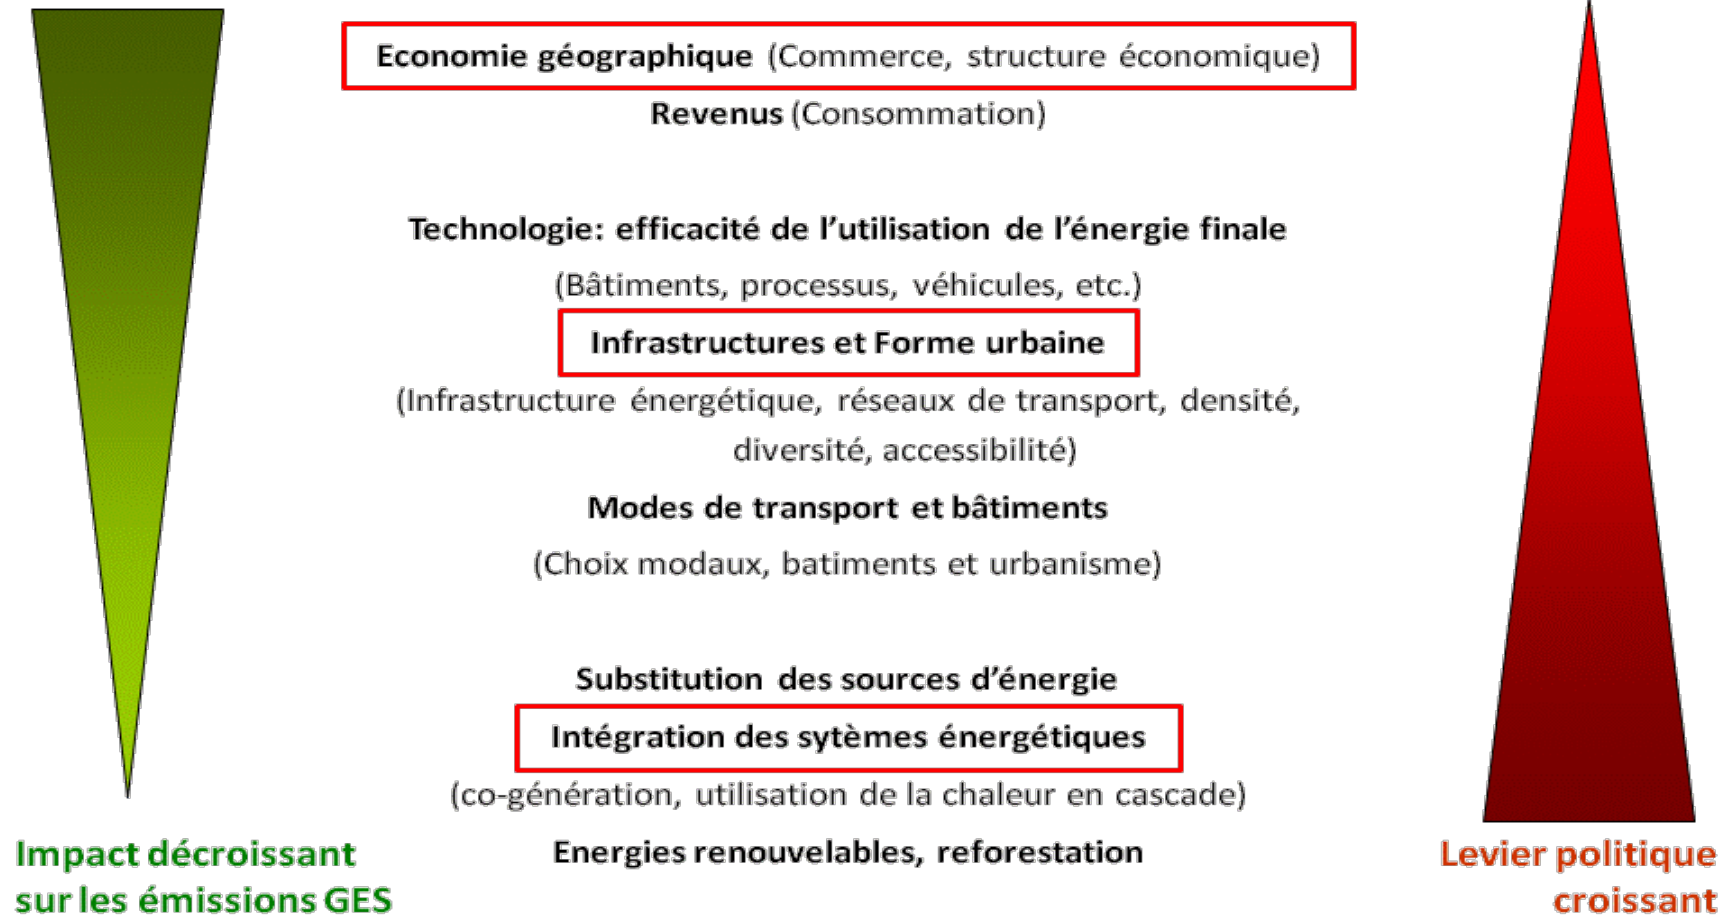 Economie géographique (Commerce, structure économique)
Revenus (Consommation)
Technologie: efficacité de l’utilisation de l’énergie finale
(Bâtiments, processus, véhicules, etc.)
Infrastructures et Forme urbaine
(Infrastructure énergétique, réseaux de transport, densité,
diversité, accessibilité)
Modes de transport et bâtiments
(Choix modaux, batiments et urbanisme)
Substitution des sources d’énergie
Intégration des sytèmes énergétiques
(co-génération, utilisation de la chaleur en cascade)
Energies renouvelables, reforestation
Impact décroissant
sur les émissions GES
Levier politique
croissant